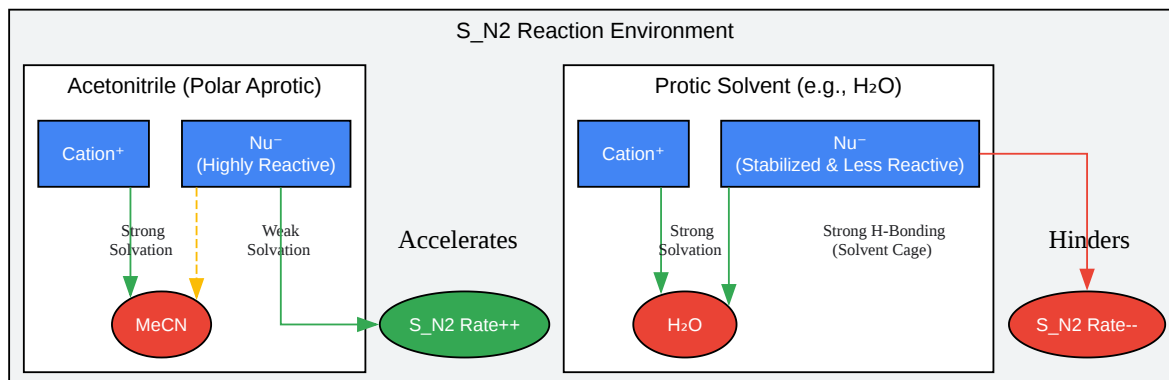 S_N2 Reaction Environment
Acetonitrile (Polar Aprotic)
Cation⁺
Nu⁻
(Highly Reactive)
Strong
Solvation
Weak
Solvation
MeCN
Accelerates
S_N2 Rate++
Protic Solvent (e.g., H₂O)
Cation⁺
Nu⁻
(Stabilized & Less Reactive)
Strong
Solvation
Strong H-Bonding
(Solvent Cage)
H₂O
Hinders
S_N2 Rate--